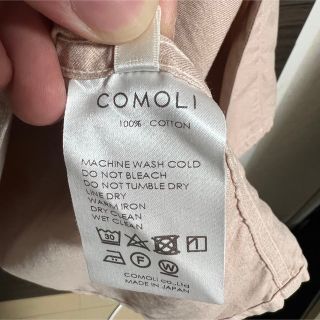 COMOLI
100% COTTON
MACHINE WASH COLD
DO NOT BLEACH
DO NOT TUMBLE DRY
LINE DRY
WARM IRON
DRY CLEAN
WET CLEAN
30
F W
COMOLI co.,Ltd
MADE IN JAPAN